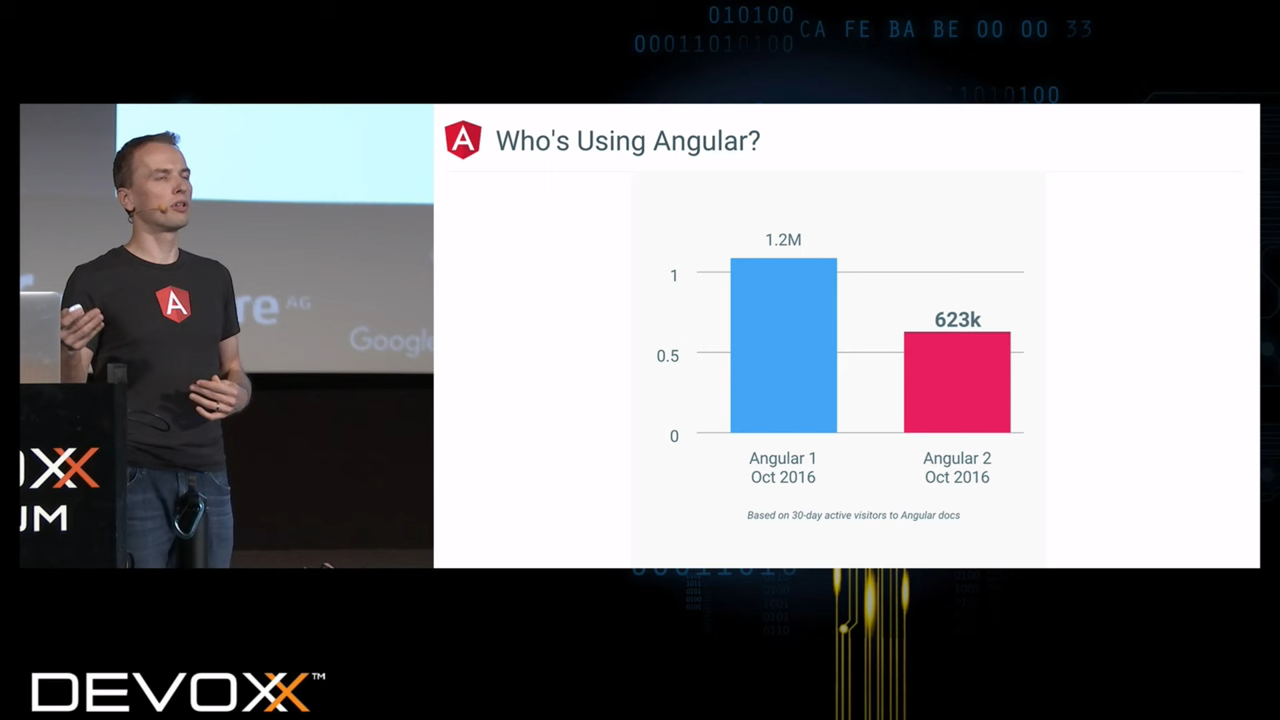 010100
00011010100
CA FE BA BE 00 00 33
1010100
Who's Using Angular?
1.2M
1
623k
0.5
0
Angular 1
Oct 2016
Angular 2
Oct 2016
Based on 30-day active visitors to Angular docs
A
re AG
Google
OXX
UM
DEVOXX™